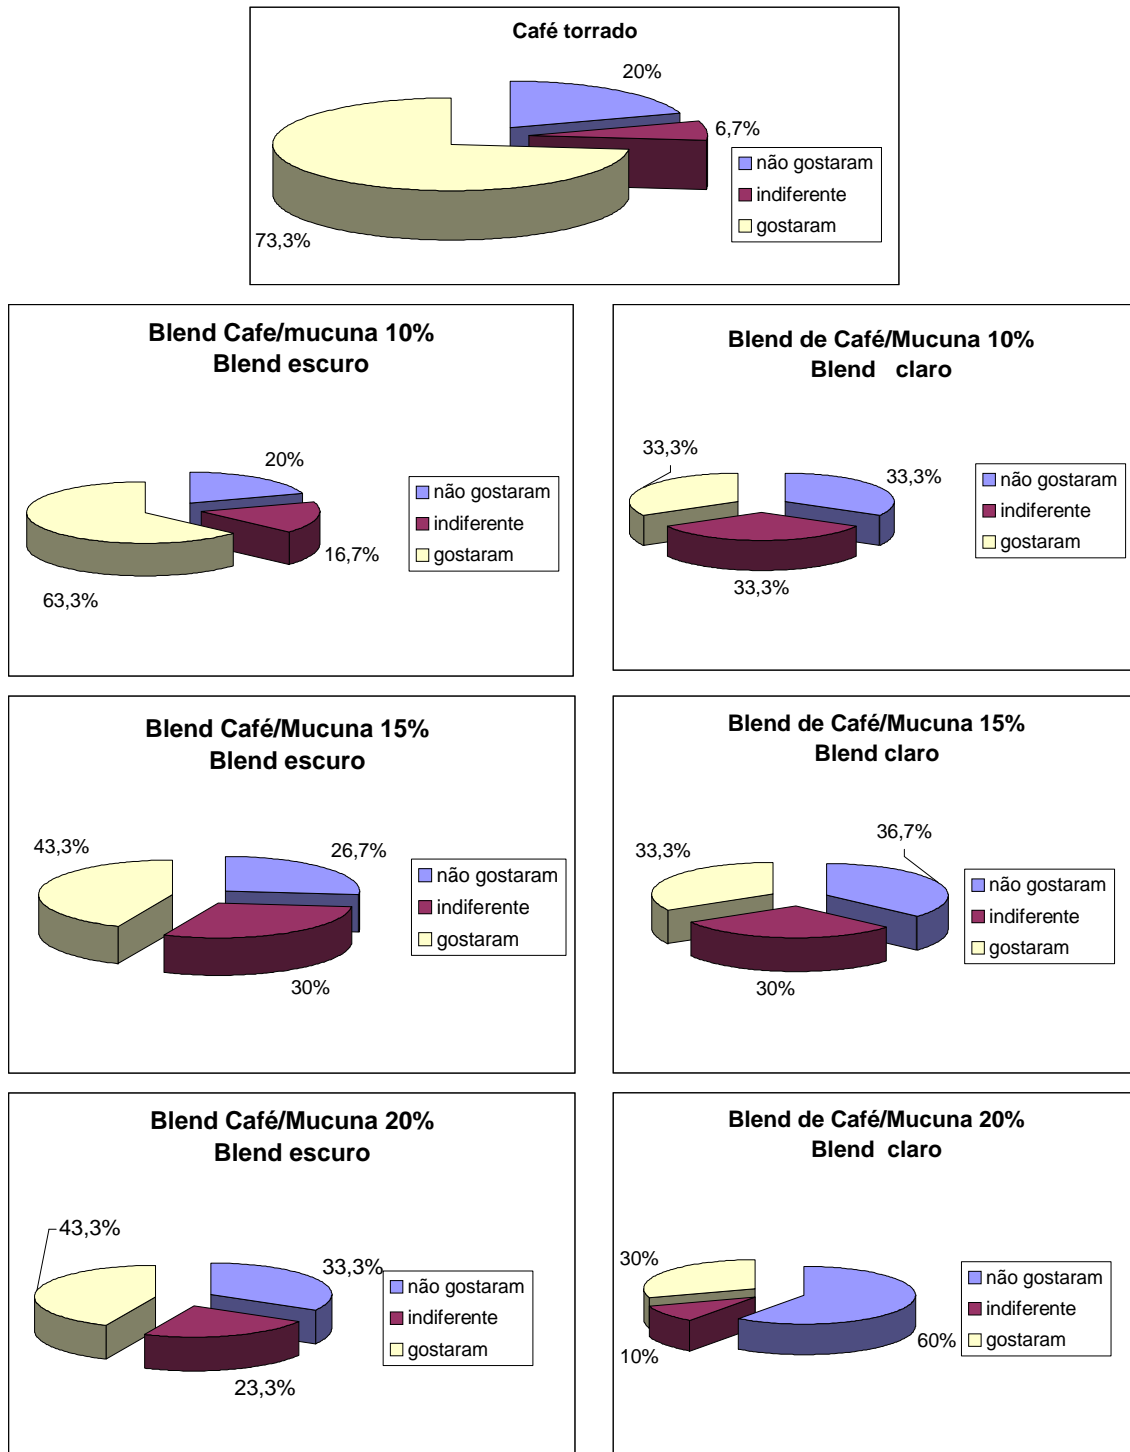 Café torrado
20%
6,7%
73,3%
não gostaram
indiferente
gostaram
Blend Cafe/mucuna 10%
Blend escuro
20%
16,7%
63,3%
não gostaram
indiferente
gostaram
Blend de Café/Mucuna 10%
Blend claro
33,3%
33,3%
33,3%
não gostaram
indiferente
gostaram
Blend Café/Mucuna 15%
Blend escuro
43,3%
26,7%
30%
não gostaram
indiferente
gostaram
Blend de Café/Mucuna 15%
Blend claro
36,7%
33,3%
30%
não gostaram
indiferente
gostaram
Blend Café/Mucuna 20%
Blend escuro
43,3%
33,3%
23,3%
não gostaram
indiferente
gostaram
Blend de Café/Mucuna 20%
Blend claro
30%
10%
60%
não gostaram
indiferente
gostaram